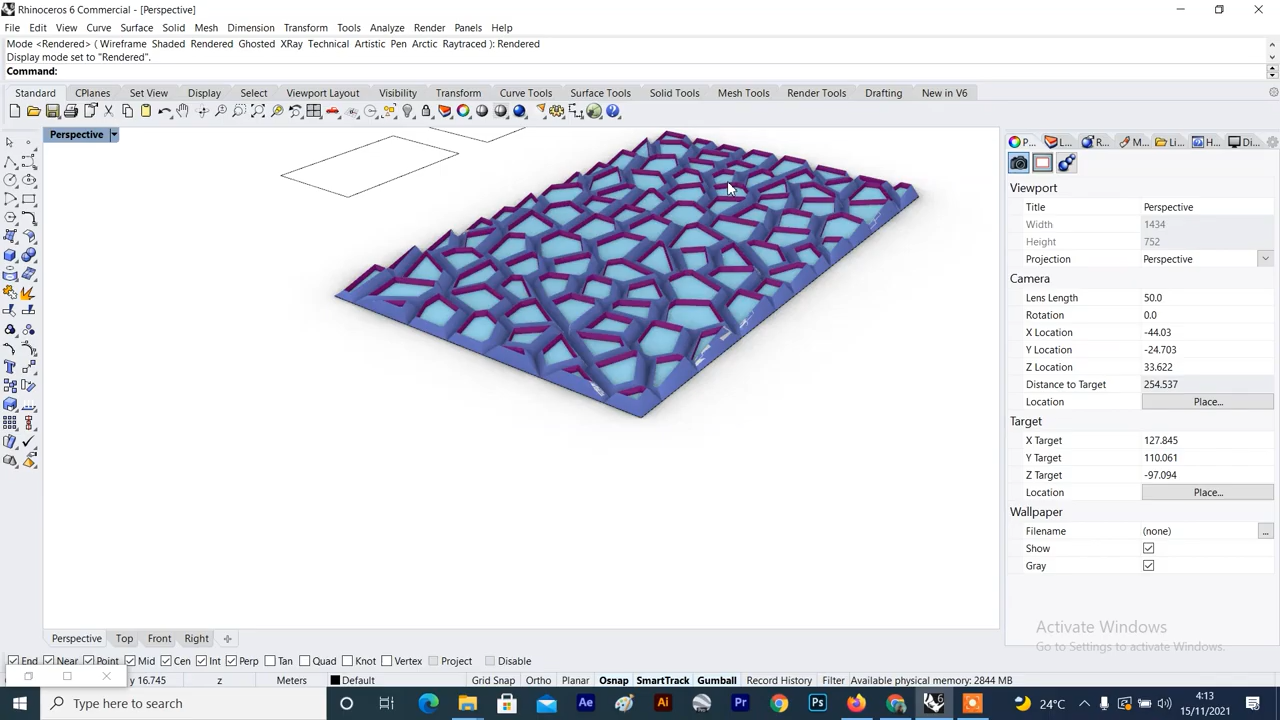 Rhinoceros 6 Commercial - [Perspective]
File Edit View Curve Surface Solid Mesh Dimension Transform Tools Analyze Render Panels Help
Mode <Rendered> ( Wireframe Shaded Rendered Ghosted XRay Technical Artistic Pen Arctic Raytraced ): Rendered
Display mode set to "Rendered".
Command:
Standard CPlanes Set View Display Select Viewport Layout Visibility Transform Curve Tools Surface Tools Solid Tools Mesh Tools Render Tools Drafting New in V6
Perspective
P... L... R... M... Li... H... Di...
Viewport
Title Perspective
Width 1434
Height 752
Projection Perspective
Camera
Lens Length 50.0
Rotation 0.0
X Location -44.03
Y Location -24.703
Z Location 33.622
Distance to Target 254.537
Location Place...
Target
X Target 127.845
Y Target 110.061
Z Target -97.094
Location Place...
Wallpaper
Filename (none) ...
Show
Gray
Activate Windows
Go to Settings to activate Windows.
Perspective Top Front Right
End Near Point Mid Cen Int Perp Tan Quad Knot Vertex Project Disable
y 16.745 z Meters Default Grid Snap Ortho Planar Osnap SmartTrack Gumball Record History Filter Available physical memory: 2844 MB
Type here to search
Ae Ai Pr Ps 6
24°C
4:13
15/11/2021